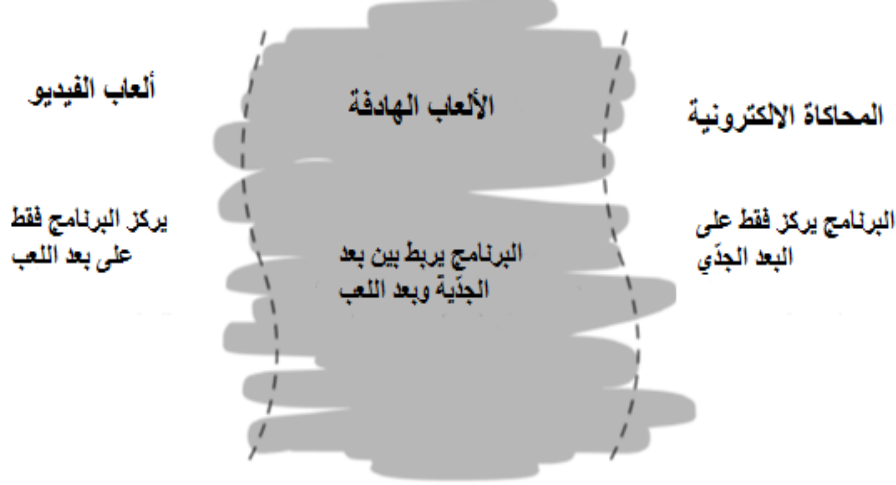 المحاكاة الالكترونية
البرنامج يركز فقط على
البعد الجدّي
الألعاب الهادفة
البرنامج يربط بين بعد
الجدّية وبعد اللعب
ألعاب الفيديو
يركز البرنامج فقط
على بعد اللعب